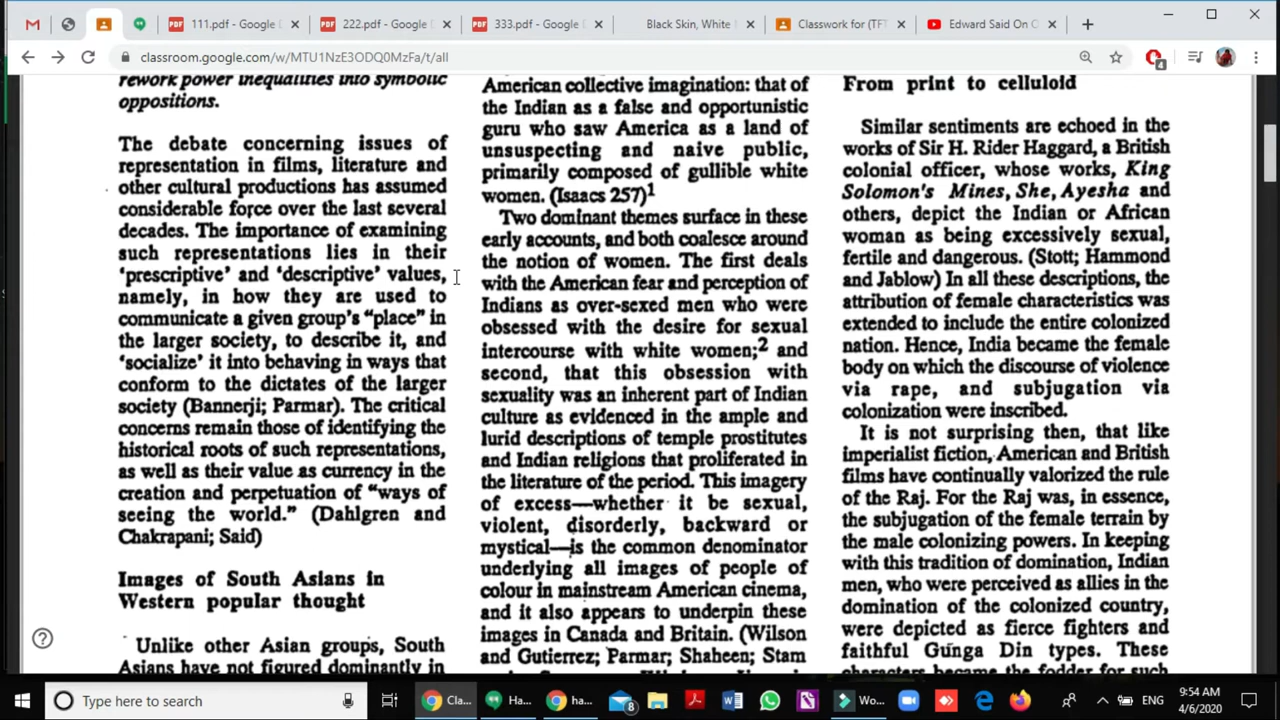 111.pdf - Google D
222.pdf - Google D
333.pdf - Google D
Black Skin, White
Classwork for (TFT
Edward Said On C
classroom.google.com/w/MTU1NzE3ODQ0MzFa/t/all
4
rework power inequalities into symbolic
oppositions.
The debate concerning issues of
representation in films, literature and
other cultural productions has assumed
considerable force over the last several
decades. The importance of examining
such representations lies in their
‘prescriptive’ and ‘descriptive’ values,
namely, in how they are used to
communicate a given group’s “place” in
the larger society, to describe it, and
‘socialize’ it into behaving in ways that
conform to the dictates of the larger
society (Bannerji; Parmar). The critical
concerns remain those of identifying the
historical roots of such representations,
as well as their value as currency in the
creation and perpetuation of “ways of
seeing the world.” (Dahlgren and
Chakrapani; Said)
Images of South Asians in
Western popular thought
Unlike other Asian groups, South
Asians have not figured dominantly in
American collective imagination: that of
the Indian as a false and opportunistic
guru who saw America as a land of
unsuspecting and naive public,
primarily composed of gullible white
women. (Isaacs 257)1
Two dominant themes surface in these
early accounts, and both coalesce around
the notion of women. The first deals
with the American fear and perception of
Indians as over-sexed men who were
obsessed with the desire for sexual
intercourse with white women;2 and
second, that this obsession with
sexuality was an inherent part of Indian
culture as evidenced in the ample and
lurid descriptions of temple prostitutes
and Indian religions that proliferated in
the literature of the period. This imagery
of excess—whether it be sexual,
violent, disorderly, backward or
mystical—is the common denominator
underlying all images of people of
colour in mainstream American cinema,
and it also appears to underpin these
images in Canada and Britain. (Wilson
and Gutierrez; Parmar; Shaheen; Stam
From print to celluloid
Similar sentiments are echoed in the
works of Sir H. Rider Haggard, a British
colonial officer, whose works, King
Solomon's Mines, She, Ayesha and
others, depict the Indian or African
woman as being excessively sexual,
fertile and dangerous. (Stott; Hammond
and Jablow) In all these descriptions, the
attribution of female characteristics was
extended to include the entire colonized
nation. Hence, India became the female
body on which the discourse of violence
via rape, and subjugation via
colonization were inscribed.
It is not surprising then, that like
imperialist fiction, American and British
films have continually valorized the rule
of the Raj. For the Raj was, in essence,
the subjugation of the female terrain by
the male colonizing powers. In keeping
with this tradition of domination, Indian
men, who were perceived as allies in the
domination of the colonized country,
were depicted as fierce fighters and
faithful Gunga Din types. These
characters became the fodder for such
Type here to search
Cla...
Ha...
ha...
8
Wo...
ENG
9:54 AM
4/6/2020